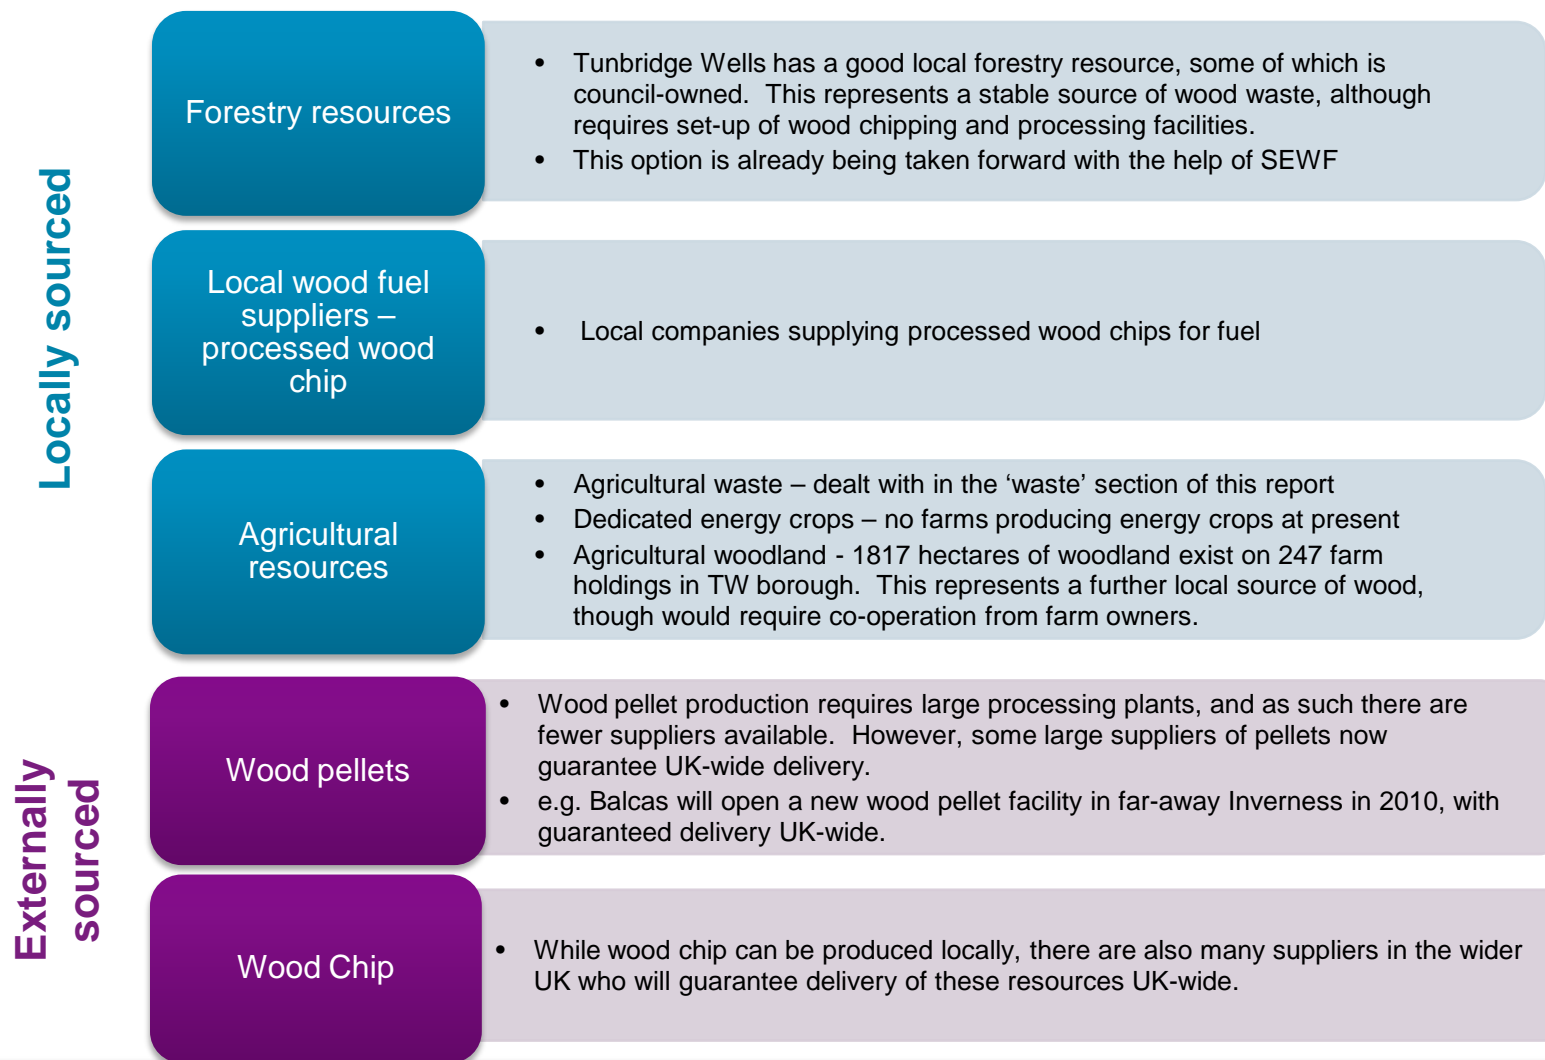 Locally sourced
Forestry resources
• Tunbridge Wells has a good local forestry resource, some of which is
council-owned. This represents a stable source of wood waste, although
requires set-up of wood chipping and processing facilities.
• This option is already being taken forward with the help of SEWF
Local wood fuel
suppliers –
processed wood
chip
• Local companies supplying processed wood chips for fuel
Agricultural
resources
• Agricultural waste – dealt with in the ‘waste’ section of this report
• Dedicated energy crops – no farms producing energy crops at present
• Agricultural woodland - 1817 hectares of woodland exist on 247 farm
holdings in TW borough. This represents a further local source of wood,
though would require co-operation from farm owners.
Externally
sourced
Wood pellets
• Wood pellet production requires large processing plants, and as such there are
fewer suppliers available. However, some large suppliers of pellets now
guarantee UK-wide delivery.
• e.g. Balcas will open a new wood pellet facility in far-away Inverness in 2010, with
guaranteed delivery UK-wide.
Wood Chip
• While wood chip can be produced locally, there are also many suppliers in the wider
UK who will guarantee delivery of these resources UK-wide.